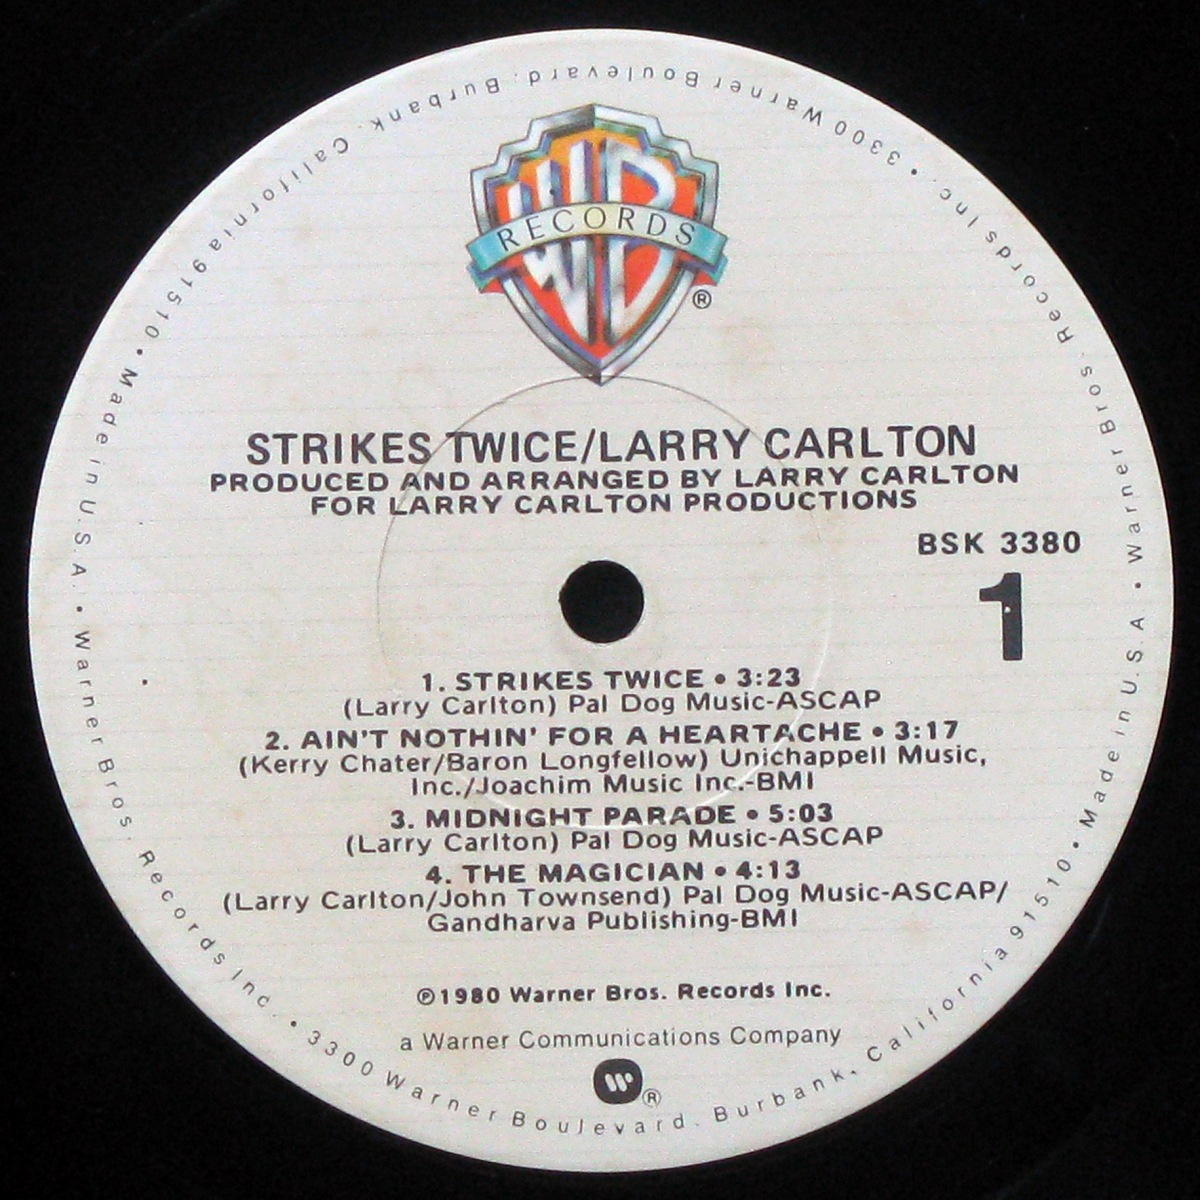 WB
RECORDS
®
STRIKES TWICE/LARRY CARLTON
PRODUCED AND ARRANGED BY LARRY CARLTON
FOR LARRY CARLTON PRODUCTIONS
BSK 3380
1
1. STRIKES TWICE • 3:23
(Larry Carlton) Pal Dog Music-ASCAP
2. AIN'T NOTHIN' FOR A HEARTACHE • 3:17
(Kerry Chater/Baron Longfellow) Unichappell Music,
Inc./Joachim Music Inc.-BMI
3. MIDNIGHT PARADE • 5:03
(Larry Carlton) Pal Dog Music-ASCAP
4. THE MAGICIAN • 4:13
(Larry Carlton/John Townsend) Pal Dog Music-ASCAP/
Gandharva Publishing-BMI
℗1980 Warner Bros. Records Inc.
a Warner Communications Company
W®
Made in U.S.A. • Warner Bros. Records Inc. • 3300 Warner Boulevard. Burbank, California 91510 • Made in U.S.A • Warner Bros. Records Inc. • 3300 Warner Boulevard. Burbank. California 91510 •